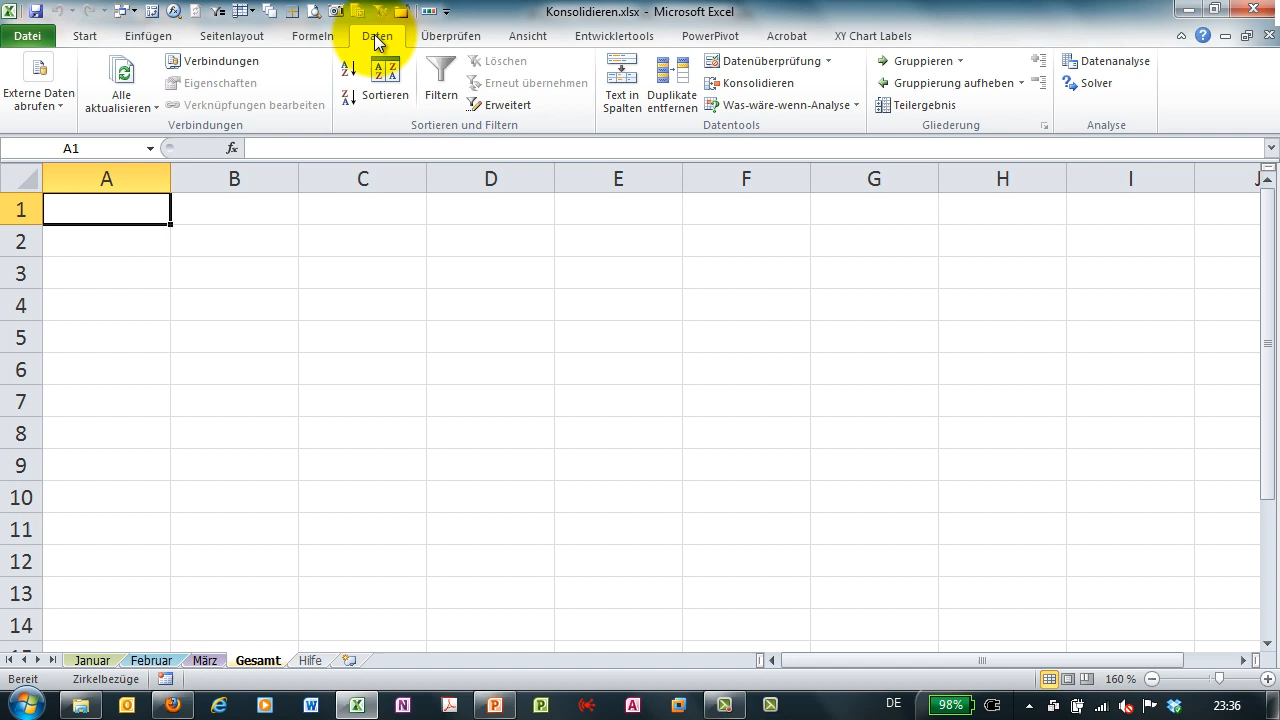 Konsolidieren.xlsx - Microsoft Excel
Datei Start Einfügen Seitenlayout Formeln Daten Überprüfen Ansicht Entwicklertools PowerPivot Acrobat XY Chart Labels
Externe Daten abrufen
Alle aktualisieren
Verbindungen
Eigenschaften
Verknüpfungen bearbeiten
Verbindungen
Sortieren
Filtern
Löschen
Erneut übernehmen
Erweitert
Sortieren und Filtern
Text in Spalten
Duplikate entfernen
Datenüberprüfung
Konsolidieren
Was-wäre-wenn-Analyse
Datentools
Gruppieren
Gruppierung aufheben
Teilergebnis
Gliederung
Datenanalyse
Solver
Analyse
A1 fx
A B C D E F G H I J
1
2
3
4
5
6
7
8
9
10
11
12
13
14
Januar Februar März Gesamt Hilfe
Bereit Zirkelbezüge 160 %
DE 98% 23:36